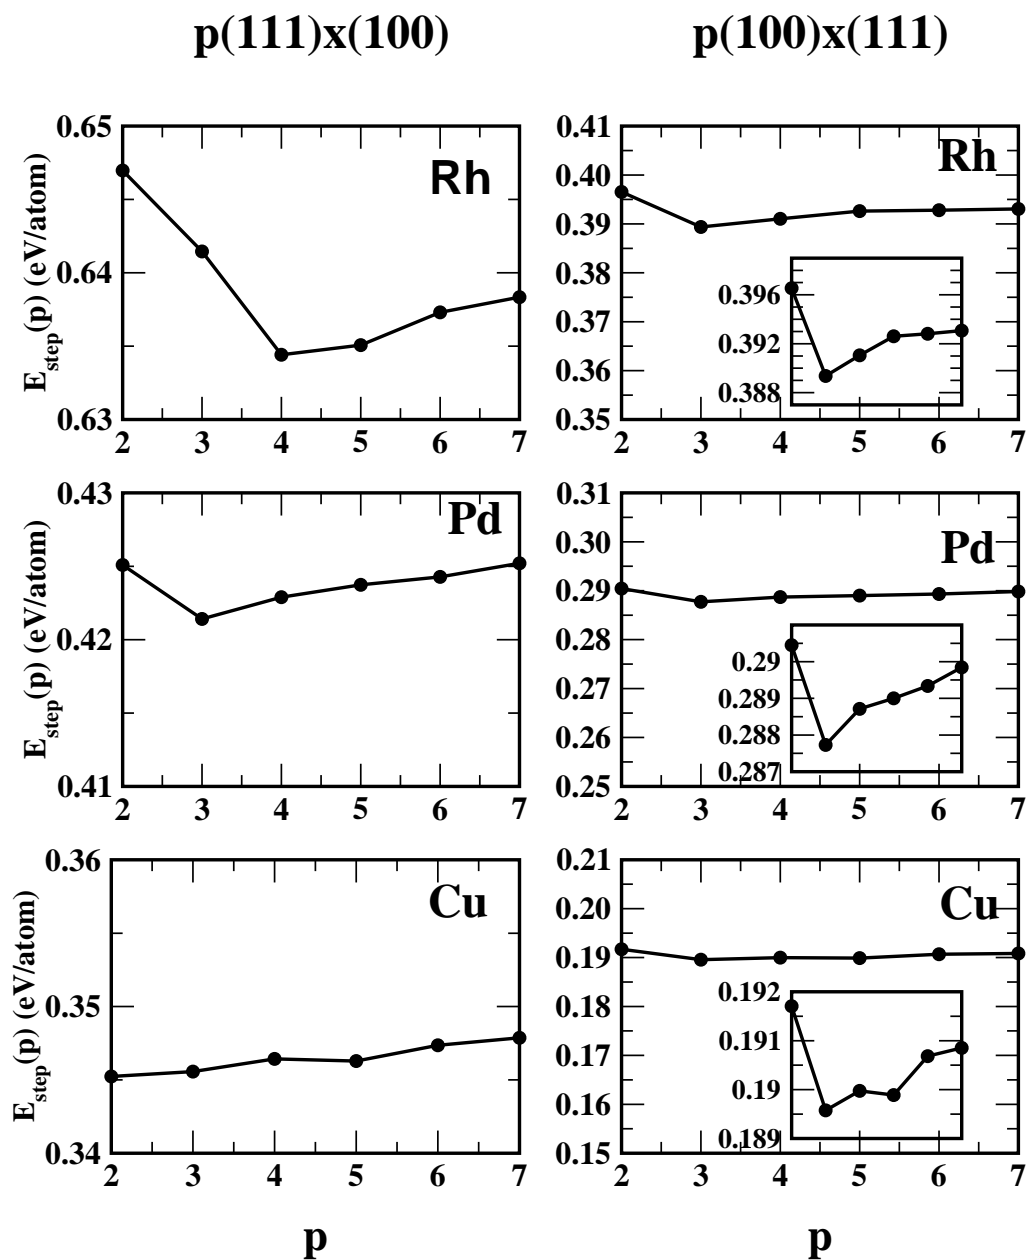 p(111)x(100)
p(100)x(111)
0.65
0.64
0.63
E_step(p) (eV/atom)
Rh
2 3 4 5 6 7
0.41
0.40
0.39
0.38
0.37
0.36
0.35
Rh
0.396
0.392
0.388
2 3 4 5 6 7
0.43
0.42
0.41
E_step(p) (eV/atom)
Pd
2 3 4 5 6 7
0.31
0.30
0.29
0.28
0.27
0.26
0.25
Pd
0.29
0.289
0.288
0.287
2 3 4 5 6 7
0.36
0.35
0.34
E_step(p) (eV/atom)
Cu
2 3 4 5 6 7
p
0.21
0.20
0.19
0.18
0.17
0.16
0.15
Cu
0.192
0.191
0.19
0.189
2 3 4 5 6 7
p